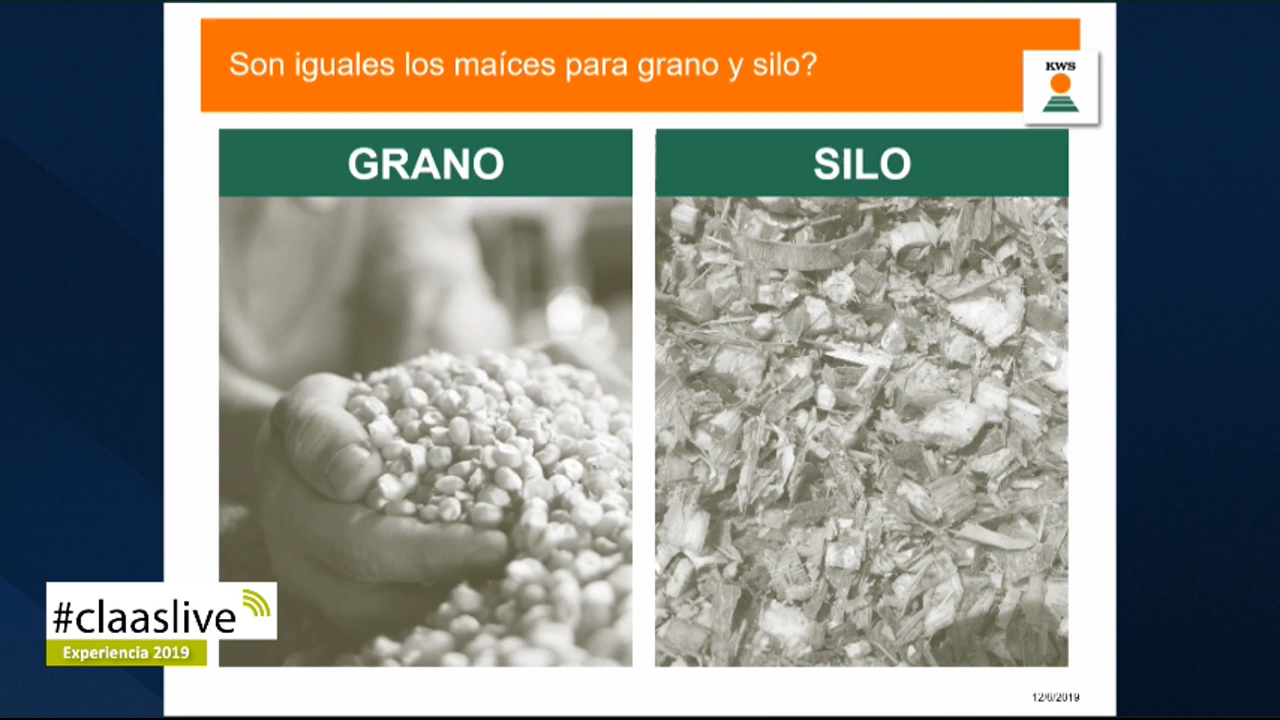 Son iguales los maíces para grano y silo?
KWS
GRANO
SILO
#claaslive
Experiencia 2019
12/6/2019